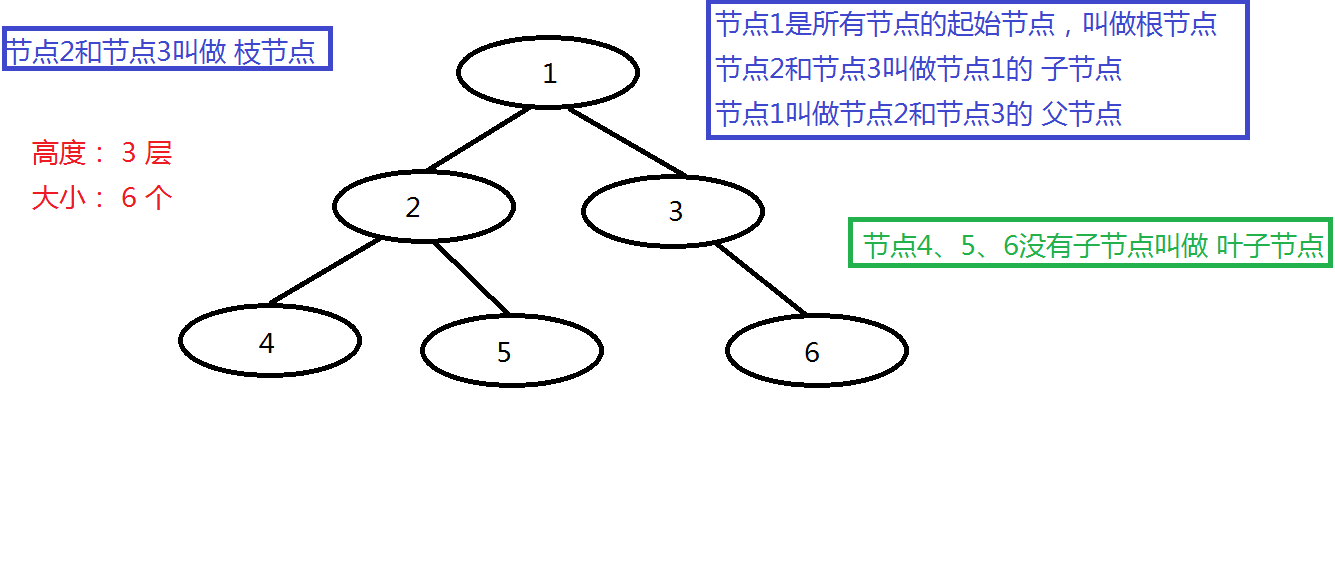 节点2和节点3叫做 枝节点
节点1是所有节点的起始节点，叫做根节点
节点2和节点3叫做节点1的 子节点
节点1叫做节点2和节点3的 父节点
高度： 3 层
大小： 6 个
节点4、5、6没有子节点叫做 叶子节点
1
2
3
4
5
6